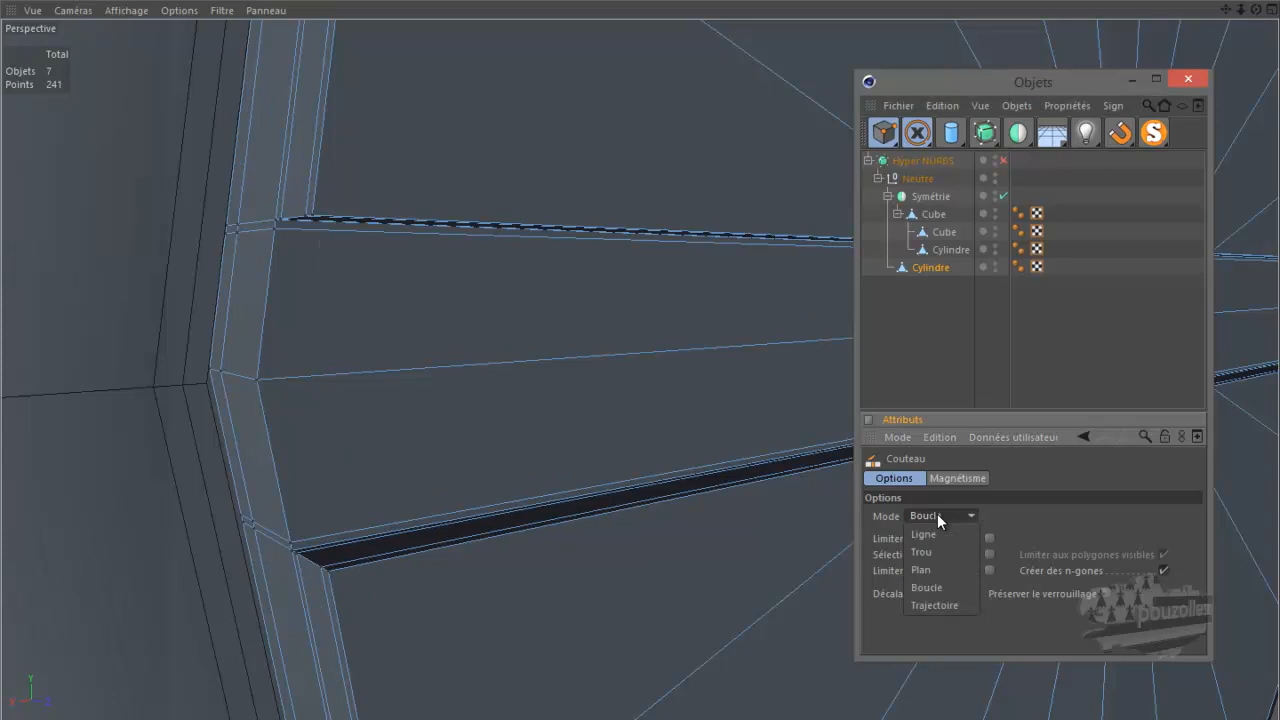 Vue Caméras Affichage Options Filtre Panneau
Perspective
Total
Objets 7
Points 241
Objets
Fichier Edition Vue Objets Propriétés Sign
Hyper NURBS
Neutre
Symétrie
Cube
Cube
Cylindre
Cylindre
Attributs
Mode Edition Données utilisateur
Couteau
Options Magnétisme
Options
Mode Boucle
Ligne
Trou
Plan
Boucle
Trajectoire
Limiter
Sélecti Limiter aux polygones visibles
Limiter Créer des n-gones
Décala Préserver le verrouillage
pouzolles
Y
X Z